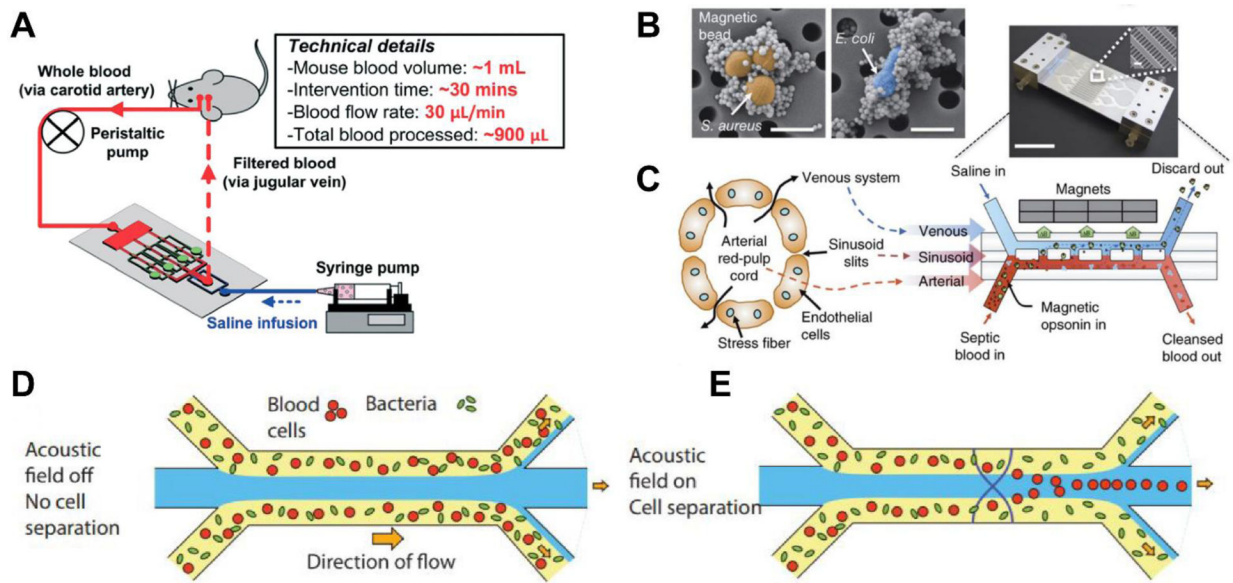 A
Whole blood
(via carotid artery)
Peristaltic
pump
Technical details
-Mouse blood volume: ~1 mL
-Intervention time: ~30 mins
-Blood flow rate: 30 µL/min
-Total blood processed: ~900 µL
Filtered blood
(via jugular vein)
Syringe pump
Saline infusion
B
Magnetic
bead
S. aureus
E. coli
C
Venous system
Arterial
red-pulp
cord
Sinusoid
slits
Endothelial
cells
Stress fiber
Saline in
Magnets
Discard out
Venous
Sinusoid
Arterial
Magnetic
opsonin in
Septic
blood in
Cleansed
blood out
D
Blood
cells
Bacteria
Acoustic
field off
No cell
separation
Direction of flow
E
Acoustic
field on
Cell separation